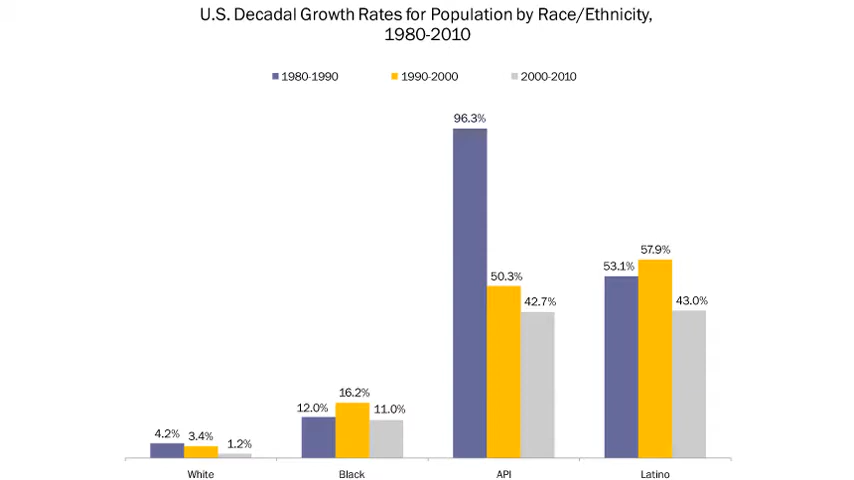 U.S. Decadal Growth Rates for Population by Race/Ethnicity,
1980-2010
1980-1990 1990-2000 2000-2010
96.3%
57.9%
53.1%
50.3%
42.7% 43.0%
16.2%
12.0% 11.0%
4.2% 3.4% 1.2%
White Black API Latino